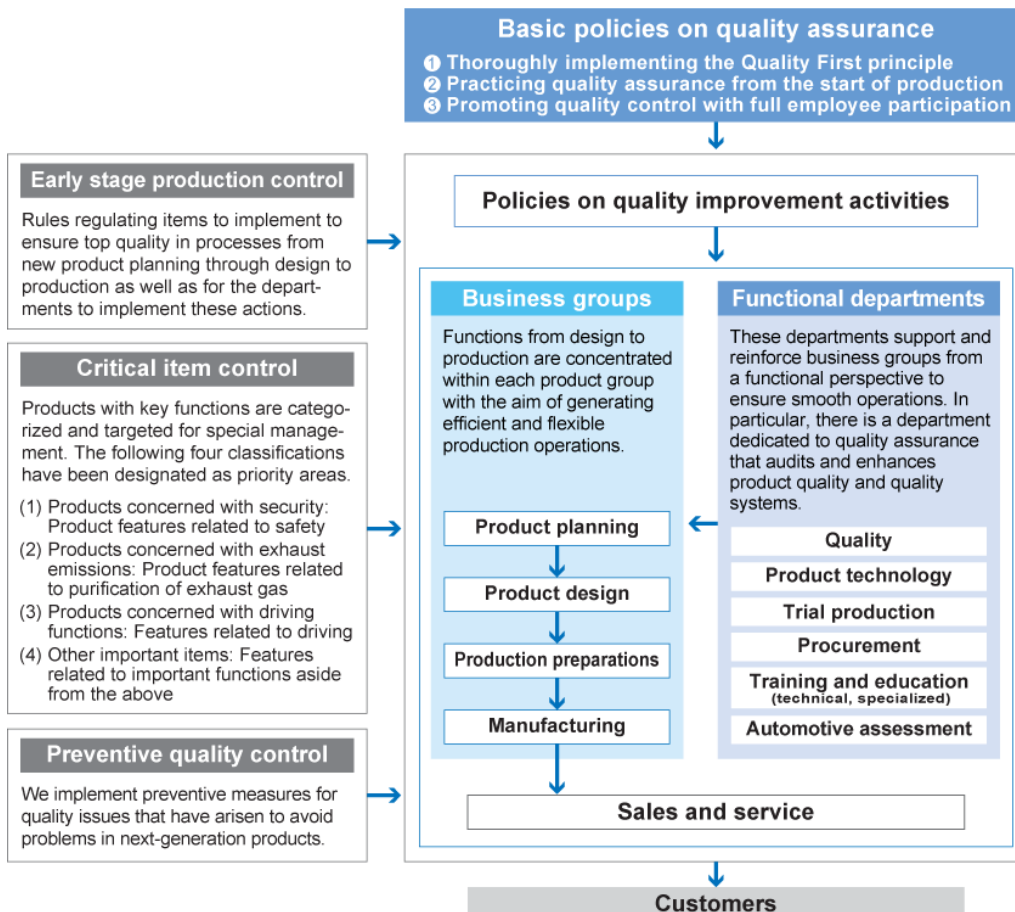 Basic policies on quality assurance
❶ Thoroughly implementing the Quality First principle
❷ Practicing quality assurance from the start of production
❸ Promoting quality control with full employee participation
Early stage production control
Rules regulating items to implement to
ensure top quality in processes from
new product planning through design to
production as well as for the depart-
ments to implement these actions.
Critical item control
Products with key functions are catego-
rized and targeted for special manage-
ment. The following four classifications
have been designated as priority areas.
(1) Products concerned with security:
Product features related to safety
(2) Products concerned with exhaust
emissions: Product features related
to purification of exhaust gas
(3) Products concerned with driving
functions: Features related to driving
(4) Other important items: Features
related to important functions aside
from the above
Preventive quality control
We implement preventive measures for
quality issues that have arisen to avoid
problems in next-generation products.
Policies on quality improvement activities
Business groups
Functions from design to
production are concentrated
within each product group
with the aim of generating
efficient and flexible
production operations.
Product planning
Product design
Production preparations
Manufacturing
Functional departments
These departments support and
reinforce business groups from
a functional perspective to
ensure smooth operations. In
particular, there is a department
dedicated to quality assurance
that audits and enhances
product quality and quality
systems.
Quality
Product technology
Trial production
Procurement
Training and education
(technical, specialized)
Automotive assessment
Sales and service
Customers